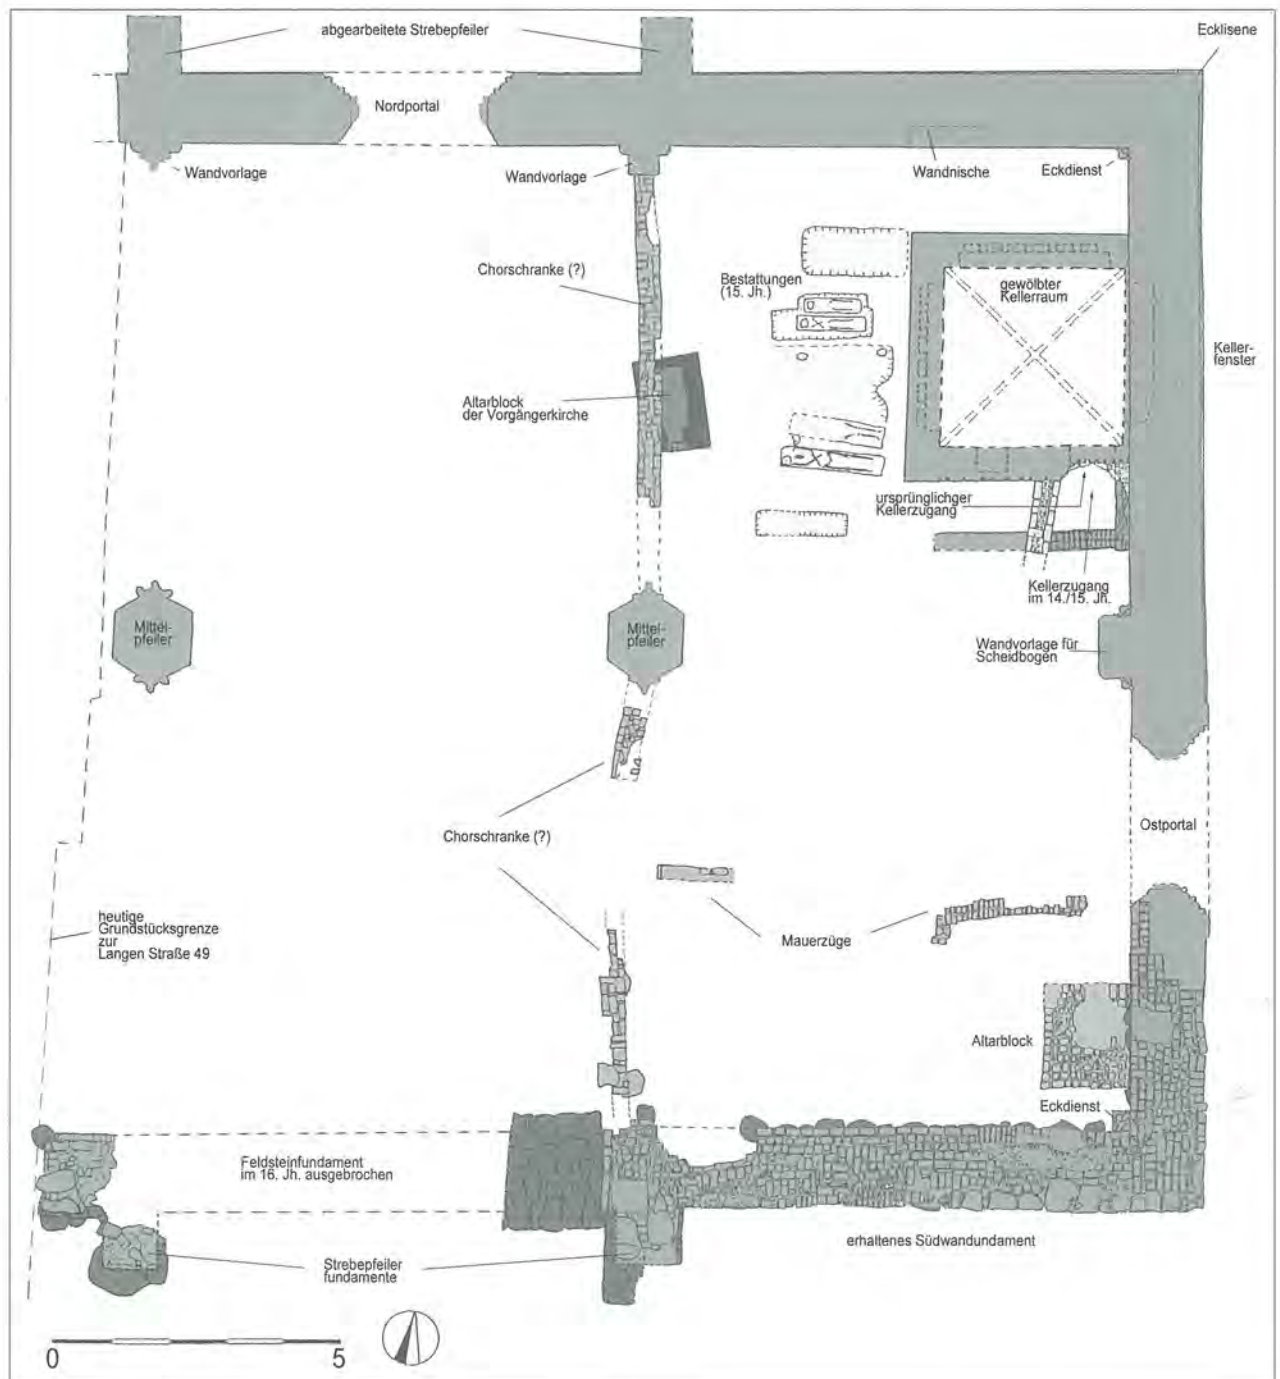 abgearbeitete Strebepfeiler
Ecklisene
Nordportal
Wandvorlage
Wandvorlage
Wandnische
Eckdienst
Chorschranke (?)
Bestattungen
(15. Jh.)
gewölbter
Kellerraum
Keller-
fenster
Altarblock
der Vorgängerkirche
ursprünglichger
Kellerzugang
Kellerzugang
im 14./15. Jh.
Mittel-
pfeiler
Mittel-
pfeiler
Wandvorlage für
Scheidbogen
Ostportal
Chorschranke (?)
heutige
Grundstücksgrenze
zur
Langen Straße 49
Mauerzüge
Altarblock
Eckdienst
Feldsteinfundament
im 16. Jh. ausgebrochen
erhaltenes Südwandundament
Strebepfeiler
fundamente
0 5